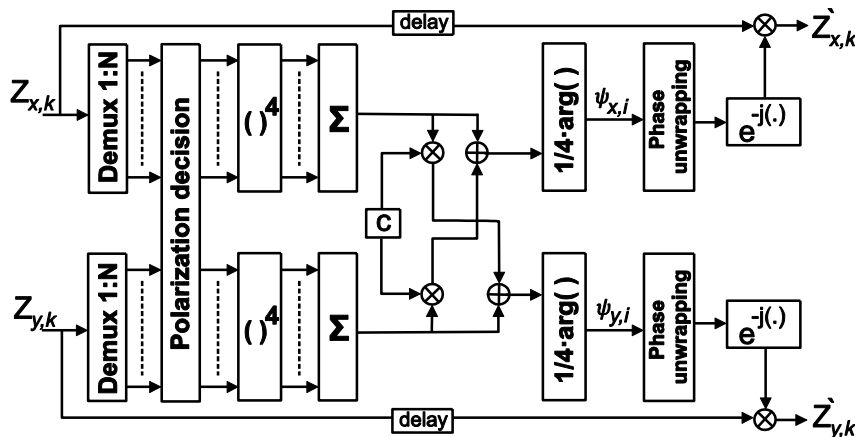 delay
Z`x,k
Zx,k
Demux 1:N
Polarization decision
( )4
Σ
1/4·arg( )
ψx,i
Phase unwrapping
e-j(.)
C
Zy,k
Demux 1:N
( )4
Σ
1/4·arg( )
ψy,i
Phase unwrapping
e-j(.)
delay
Z`y,k